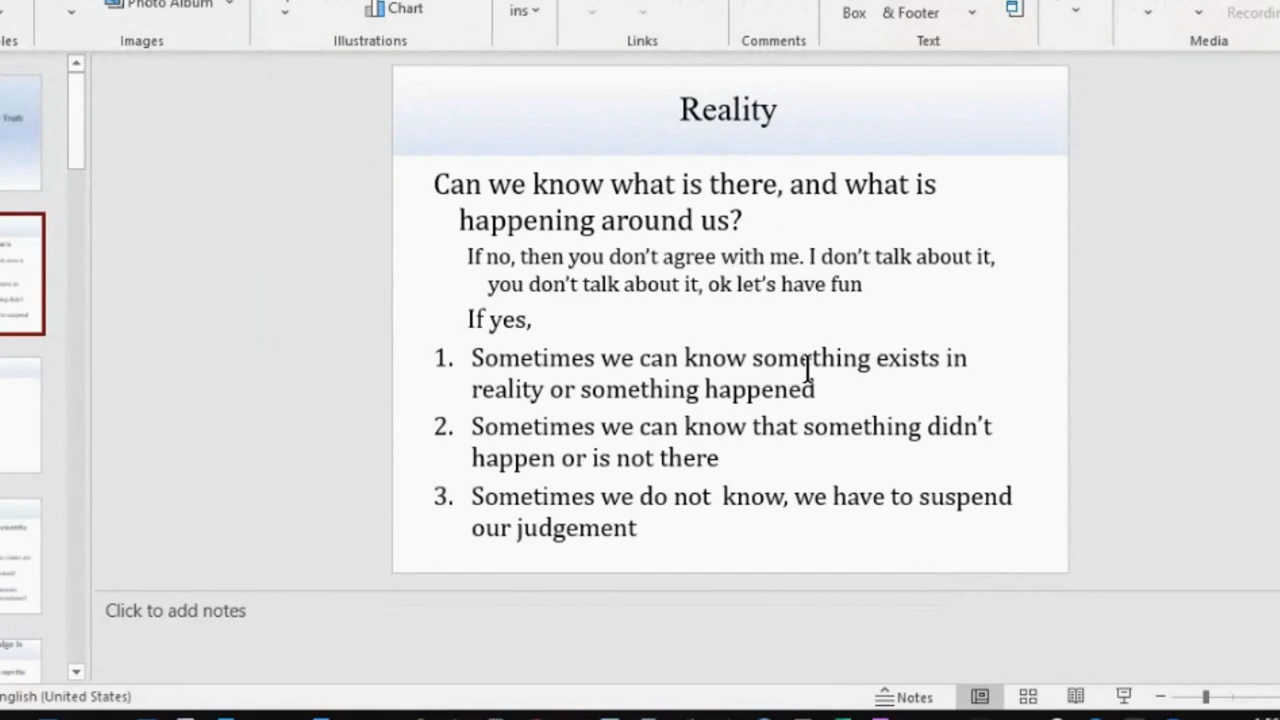 Photo Album
Chart
ins
Box & Footer
Images
Illustrations
Links
Comments
Text
Media
Truth
Reality
Can we know what is there, and what is
happening around us?
If no, then you don't agree with me. I don't talk about it,
you don't talk about it, ok let's have fun
If yes,
1. Sometimes we can know something exists in
reality or something happened
2. Sometimes we can know that something didn't
happen or is not there
3. Sometimes we do not  know, we have to suspend
our judgement
Click to add notes
nglish (United States)
Notes